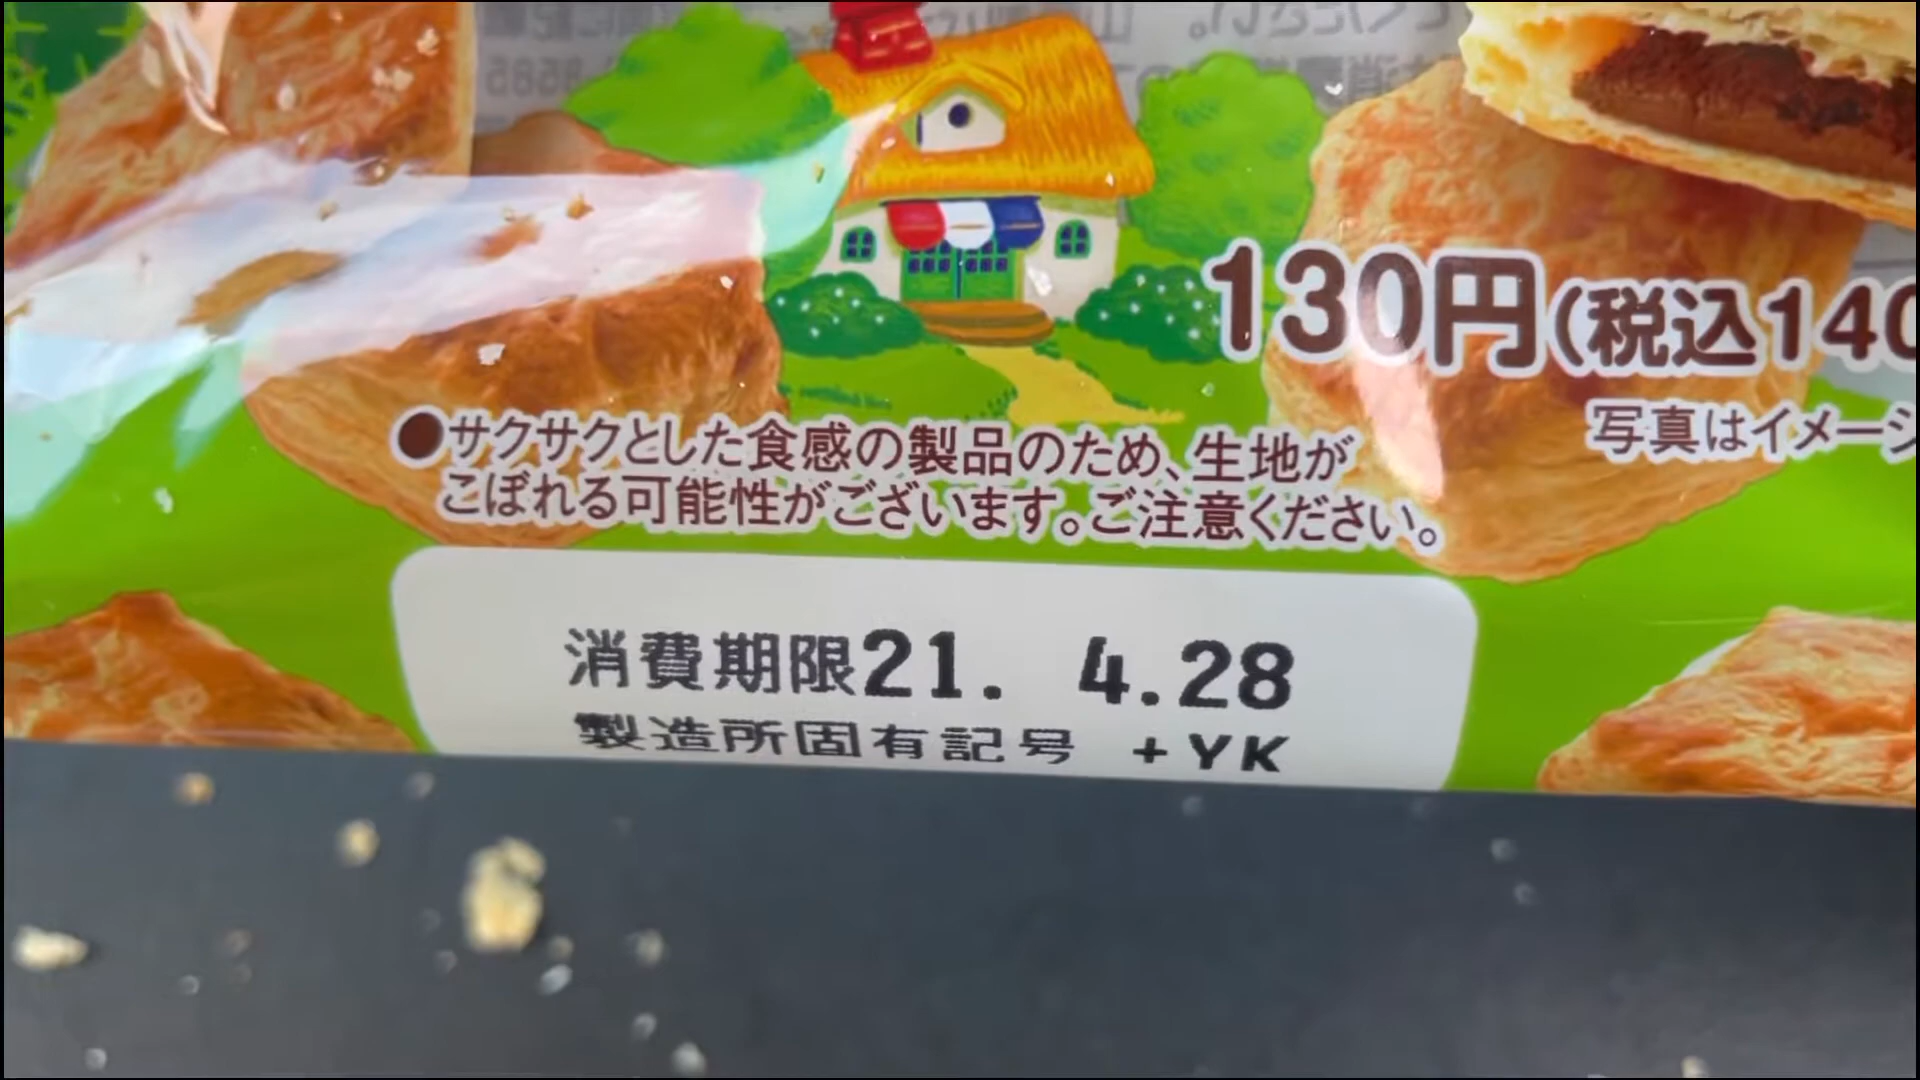 130円(税込140
写真はイメージ
●サクサクとした食感の製品のため、生地が
こぼれる可能性がございます。ご注意ください。
消費期限21. 4.28
製造所固有記号 +YK